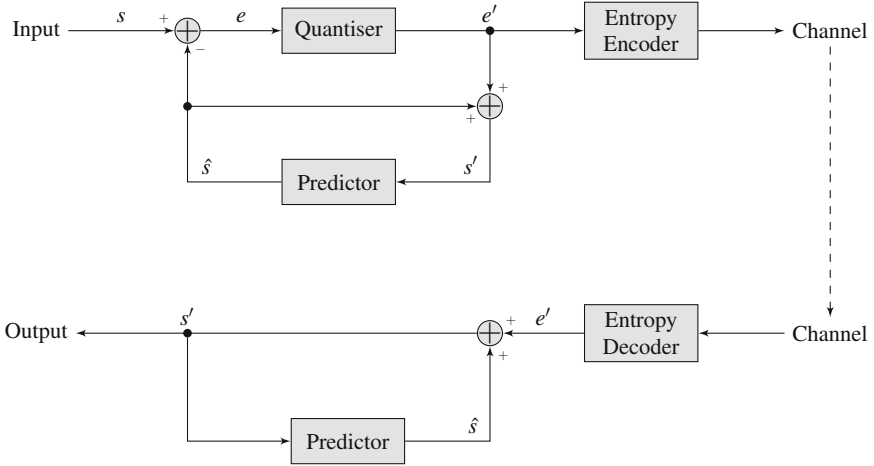 Input
s
+
−
e
Quantiser
e′
Entropy
Encoder
Channel
+
+
ŝ
Predictor
s′
Output
s′
+
+
e′
Entropy
Decoder
Channel
Predictor
ŝ